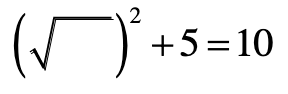 (√ )² + 5 = 10